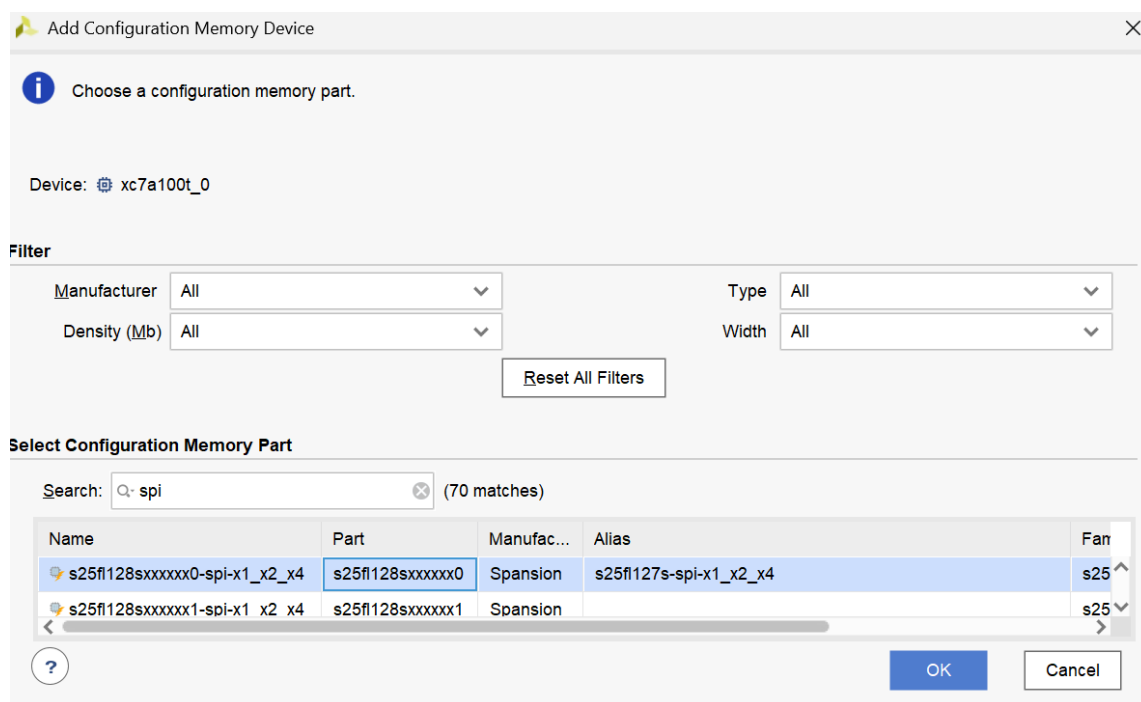 Add Configuration Memory Device
Choose a configuration memory part.
Device: xc7a100t_0
Filter
Manufacturer All Type All
Density (Mb) All Width All
Reset All Filters
Select Configuration Memory Part
Search: spi (70 matches)
Name Part Manufac... Alias Fam
s25fl128sxxxxxx0-spi-x1_x2_x4 s25fl128sxxxxxx0 Spansion s25fl127s-spi-x1_x2_x4 s25
s25fl128sxxxxxx1-spi-x1_x2_x4 s25fl128sxxxxxx1 Spansion s25
? OK Cancel